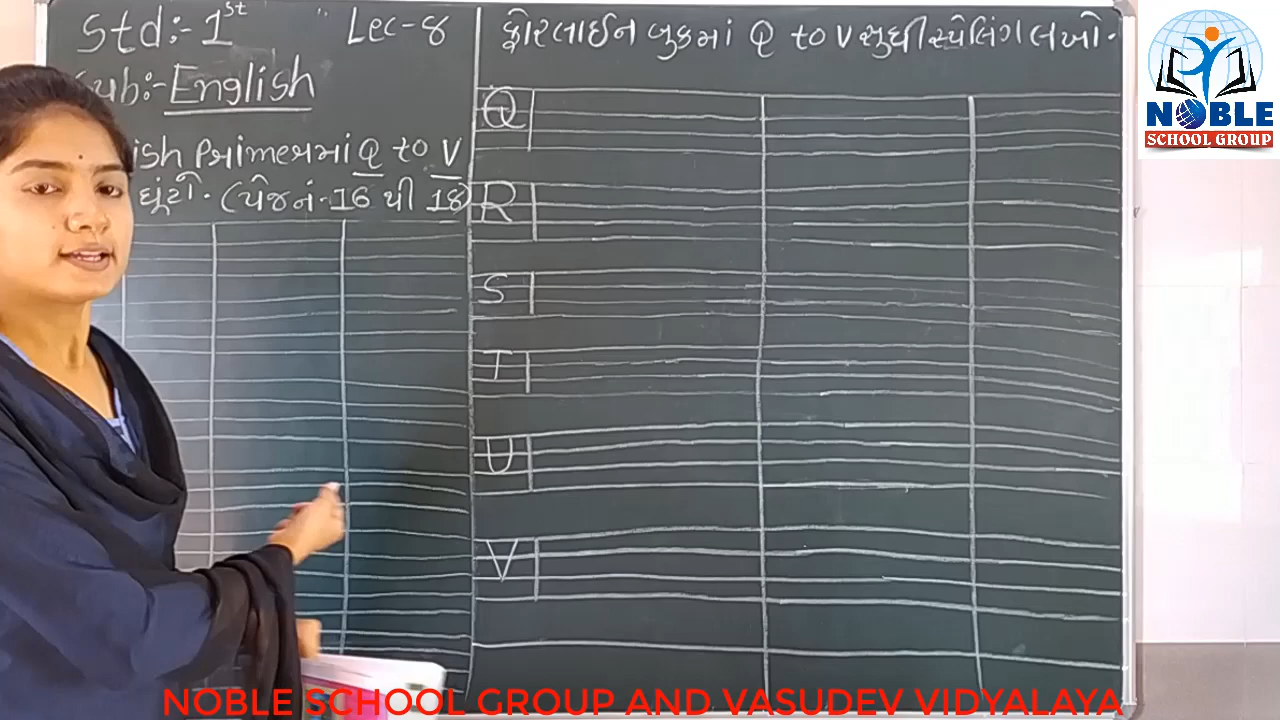 Std:- 1st Lec-8
Sub:- English
ish પ્રાઈમરમાં Q to V
ઘૂંટો. (પેજ નં.-16 થી 18)
ફોરલાઈન બુકમાં Q to V સુધી સ્પેલિંગ લખો.
Q
R
S
T
U
V
NOBLE
SCHOOL GROUP
NOBLE SCHOOL GROUP AND VASUDEV VIDYALAYA